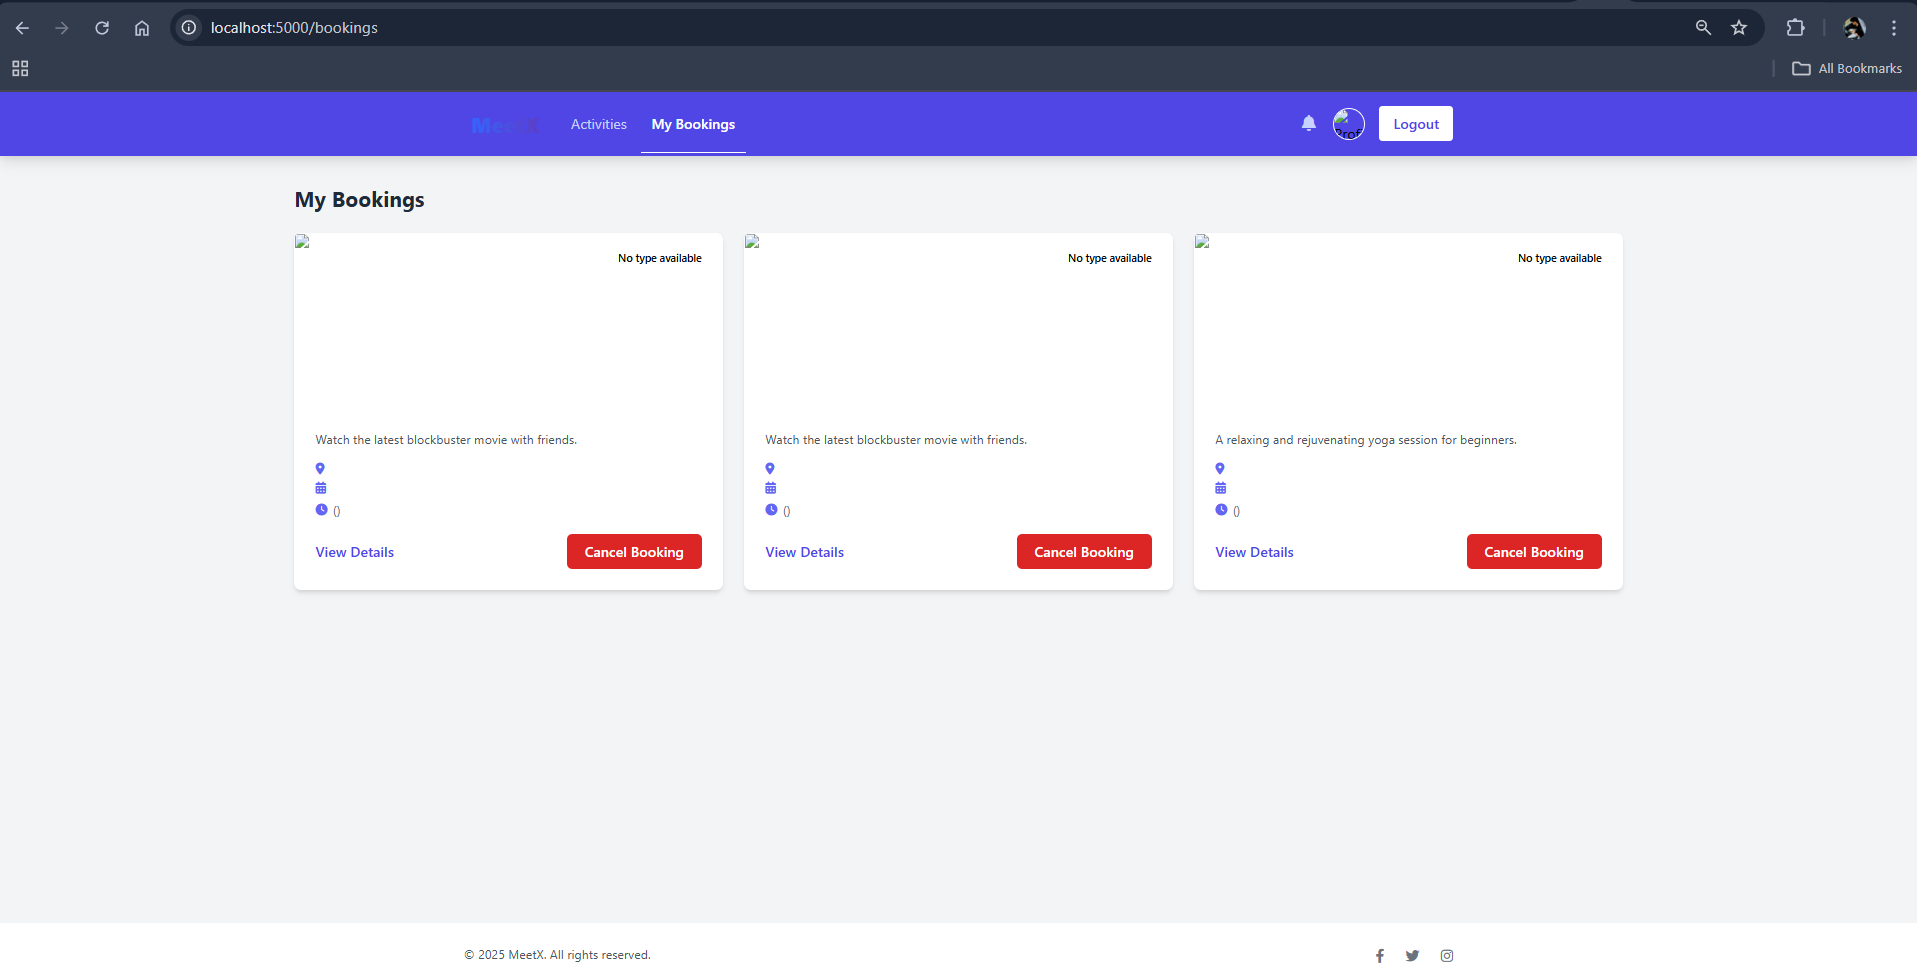 localhost:5000/bookings
All Bookmarks
MeetX
Activities
My Bookings
Prof
Logout
My Bookings
No type available
Watch the latest blockbuster movie with friends.
()
View Details
Cancel Booking
No type available
Watch the latest blockbuster movie with friends.
()
View Details
Cancel Booking
No type available
A relaxing and rejuvenating yoga session for beginners.
()
View Details
Cancel Booking
© 2025 MeetX. All rights reserved.